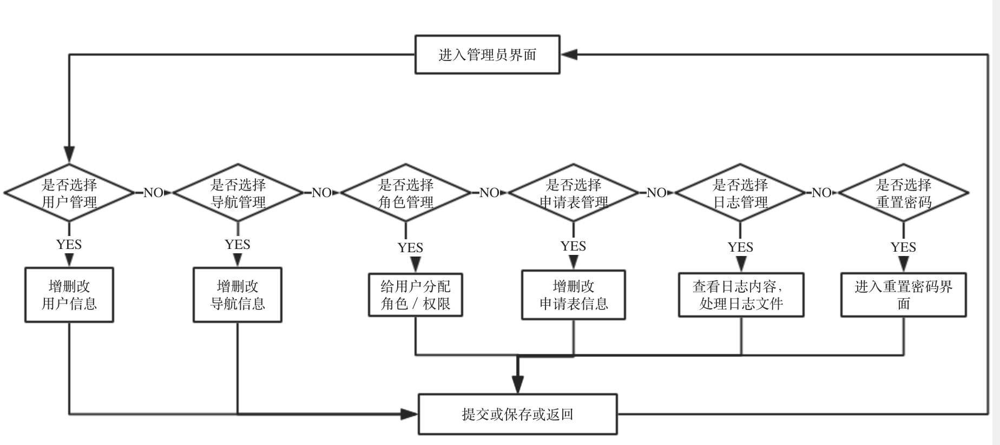 进入管理员界面
是否选择
用户管理
NO
是否选择
导航管理
NO
是否选择
角色管理
NO
是否选择
申请表管理
NO
是否选择
日志管理
NO
是否选择
重置密码
YES
YES
YES
YES
YES
YES
增删改
用户信息
增删改
导航信息
给用户分配
角色/权限
增删改
申请表信息
查看日志内容,
处理日志文件
进入重置密码界
面
提交或保存或返回